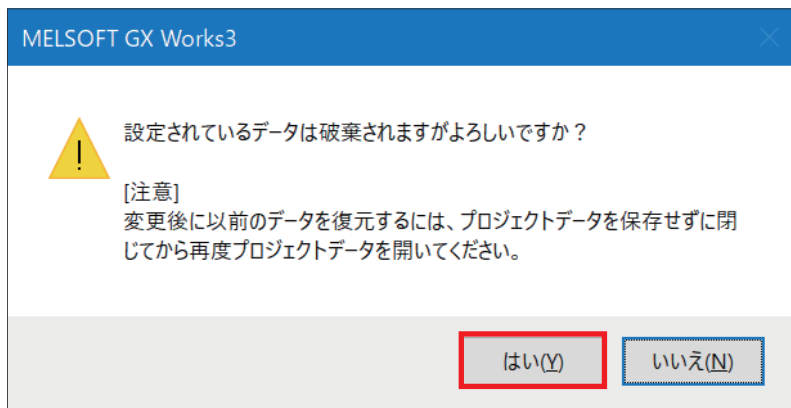 MELSOFT GX Works3
設定されているデータは破棄されますがよろしいですか？
[注意]
変更後に以前のデータを復元するには、プロジェクトデータを保存せずに閉
じてから再度プロジェクトデータを開いてください。
はい(Y)
いいえ(N)